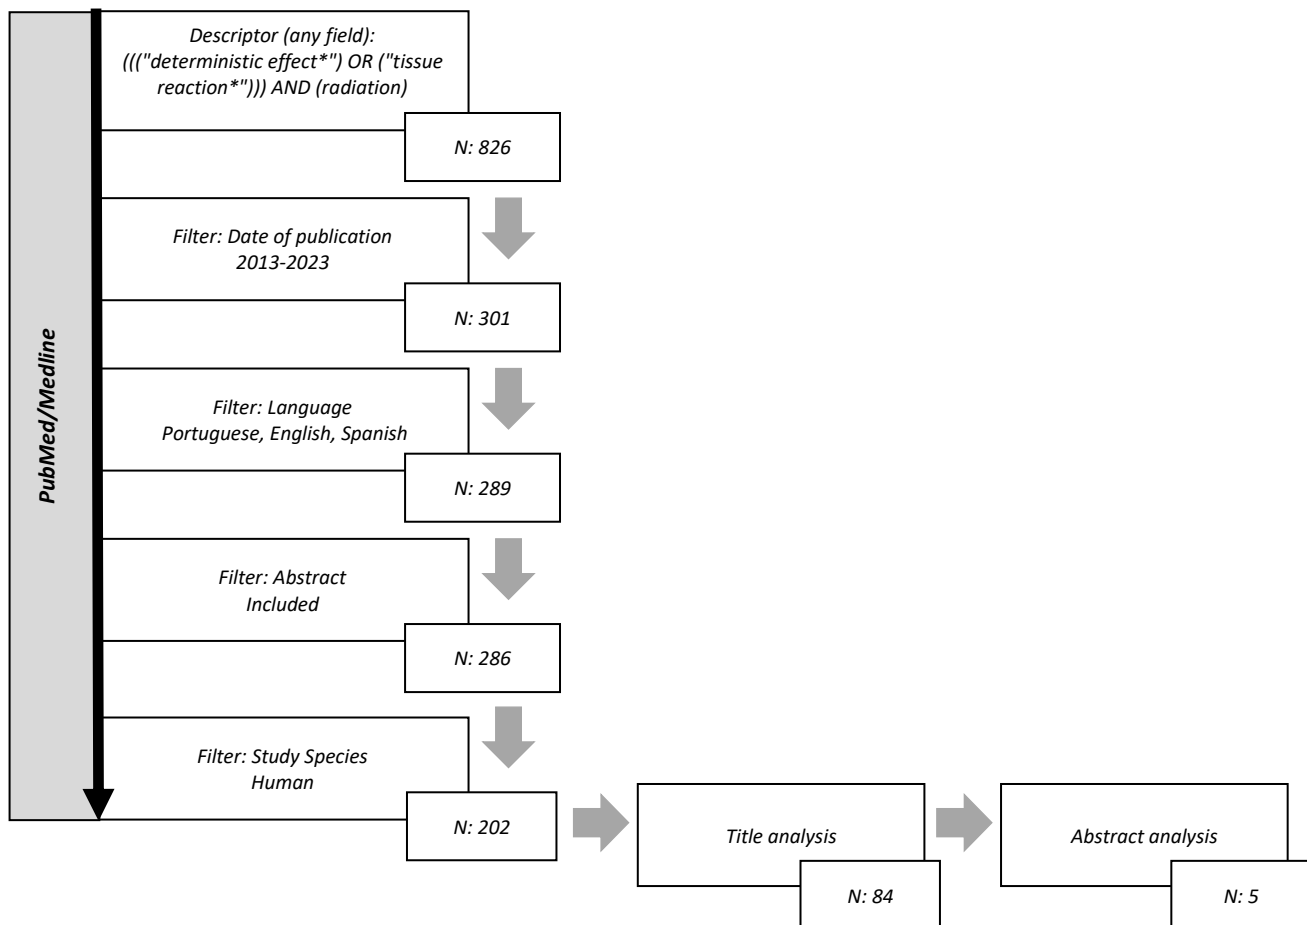 PubMed/Medline
Descriptor (any field):
((("deterministic effect*") OR ("tissue
reaction*"))) AND (radiation)
N: 826
Filter: Date of publication
2013-2023
N: 301
Filter: Language
Portuguese, English, Spanish
N: 289
Filter: Abstract
Included
N: 286
Filter: Study Species
Human
N: 202
Title analysis
N: 84
Abstract analysis
N: 5